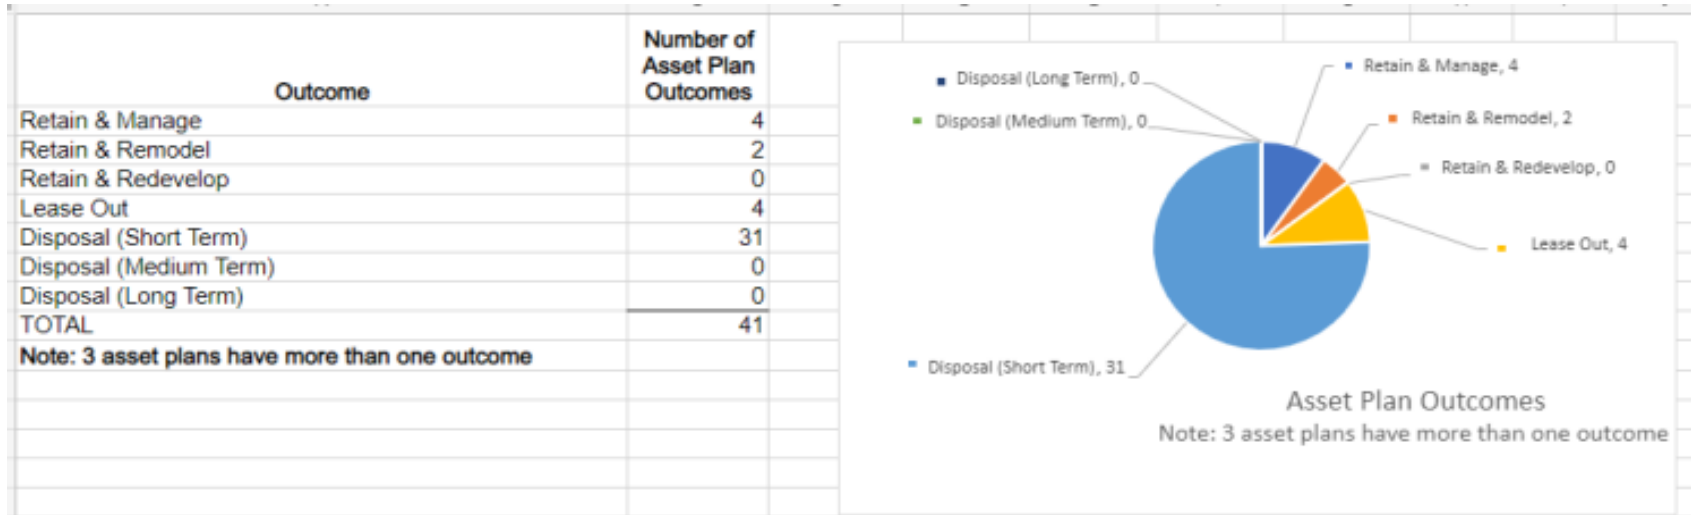 Number of
Asset Plan
Outcome Outcomes
Retain & Manage 4
Retain & Remodel 2
Retain & Redevelop 0
Lease Out 4
Disposal (Short Term) 31
Disposal (Medium Term) 0
Disposal (Long Term) 0
TOTAL 41
Note: 3 asset plans have more than one outcome
Disposal (Long Term), 0
Retain & Manage, 4
Disposal (Medium Term), 0
Retain & Remodel, 2
Retain & Redevelop, 0
Lease Out, 4
Disposal (Short Term), 31
Asset Plan Outcomes
Note: 3 asset plans have more than one outcome